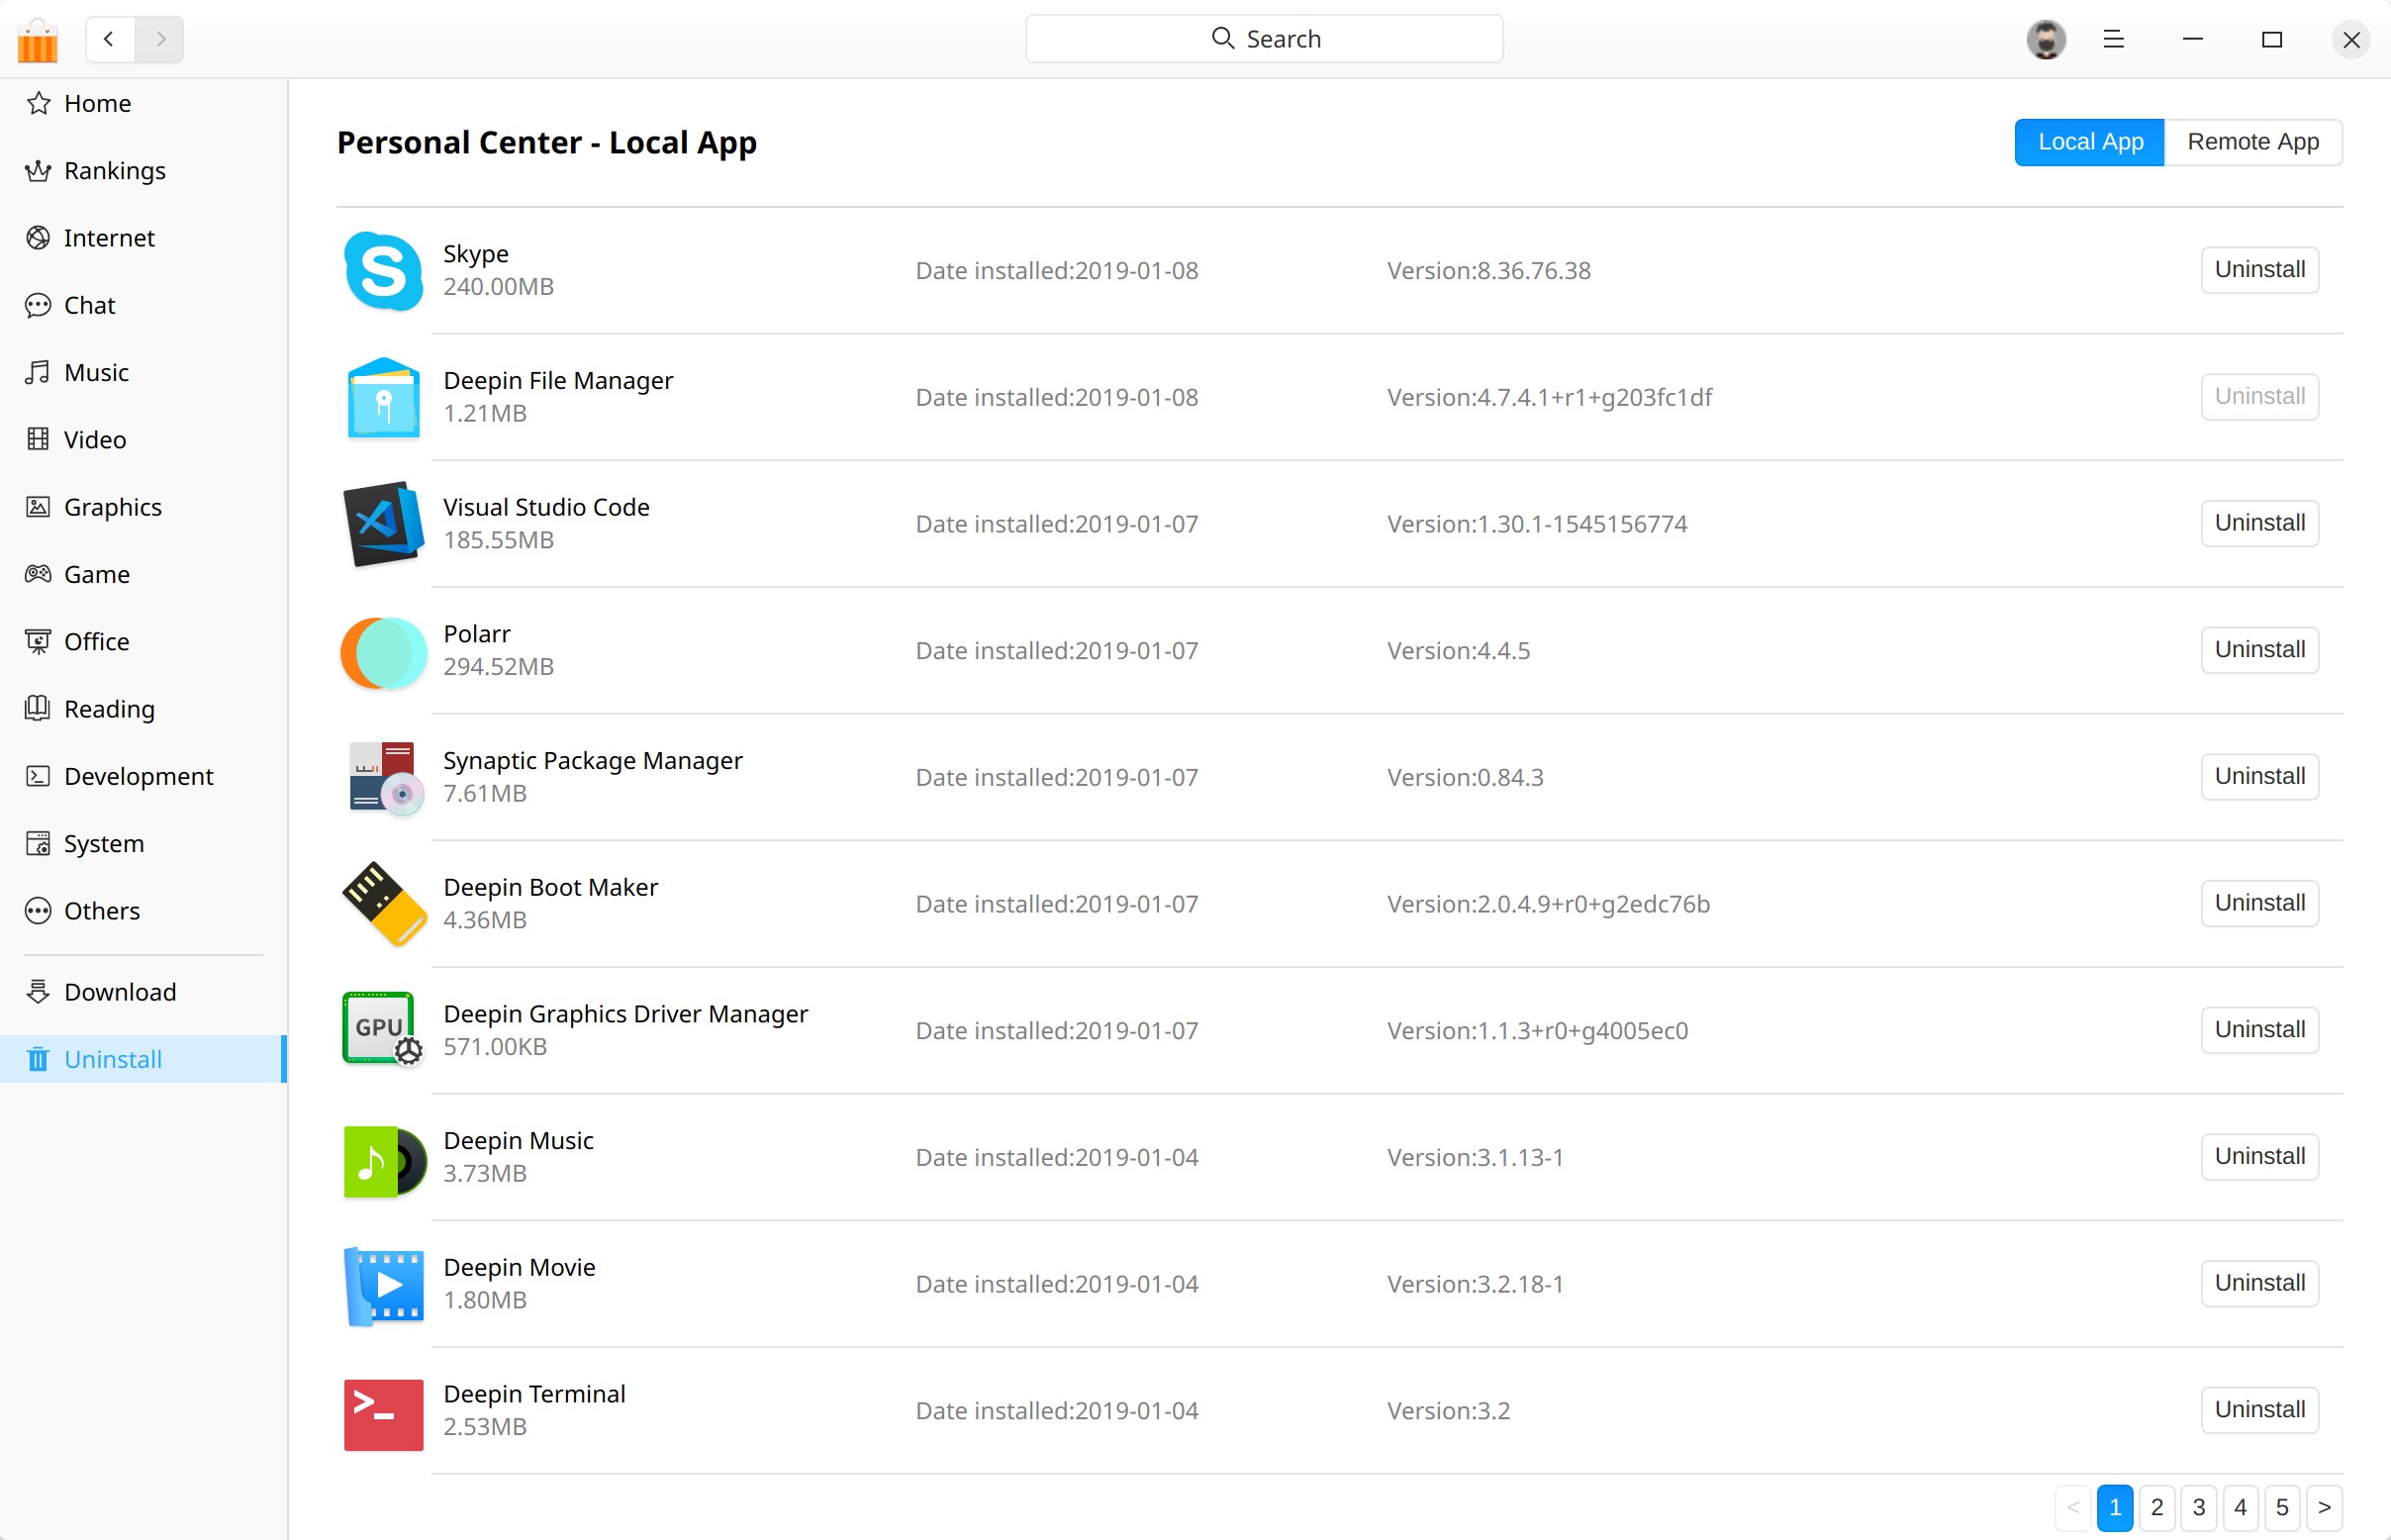 Search
Home
Rankings
Internet
Chat
Music
Video
Graphics
Game
Office
Reading
Development
System
Others
Download
Uninstall
Personal Center - Local App
Local App
Remote App
Skype
240.00MB
Date installed:2019-01-08
Version:8.36.76.38
Uninstall
Deepin File Manager
1.21MB
Date installed:2019-01-08
Version:4.7.4.1+r1+g203fc1df
Uninstall
Visual Studio Code
185.55MB
Date installed:2019-01-07
Version:1.30.1-1545156774
Uninstall
Polarr
294.52MB
Date installed:2019-01-07
Version:4.4.5
Uninstall
Synaptic Package Manager
7.61MB
Date installed:2019-01-07
Version:0.84.3
Uninstall
Deepin Boot Maker
4.36MB
Date installed:2019-01-07
Version:2.0.4.9+r0+g2edc76b
Uninstall
GPU
Deepin Graphics Driver Manager
571.00KB
Date installed:2019-01-07
Version:1.1.3+r0+g4005ec0
Uninstall
Deepin Music
3.73MB
Date installed:2019-01-04
Version:3.1.13-1
Uninstall
Deepin Movie
1.80MB
Date installed:2019-01-04
Version:3.2.18-1
Uninstall
Deepin Terminal
2.53MB
Date installed:2019-01-04
Version:3.2
Uninstall
< 1 2 3 4 5 >